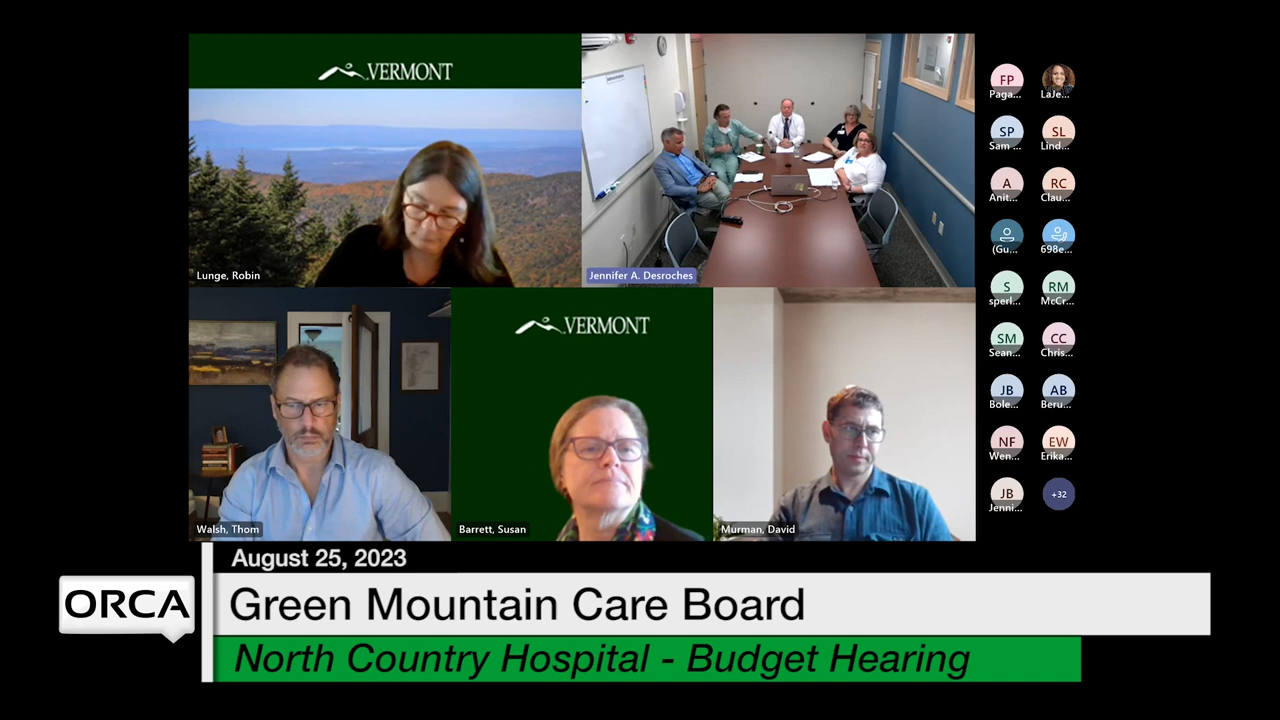 VERMONT
Lunge, Robin
Jennifer A. Desroches
FP
Paga...
LaJe...
SP
Sam ...
SL
Lind...
A
Anit...
RC
Clau...
(Gu...
698e...
S
sperl...
RM
McCr...
SM
Sean...
CC
Chris...
JB
Bole...
AB
Beru...
NF
Wen...
EW
Erika...
JB
Jenni...
+32
Walsh, Thom
VERMONT
Barrett, Susan
Murman, David
August 25, 2023
ORCA
Green Mountain Care Board
North Country Hospital - Budget Hearing